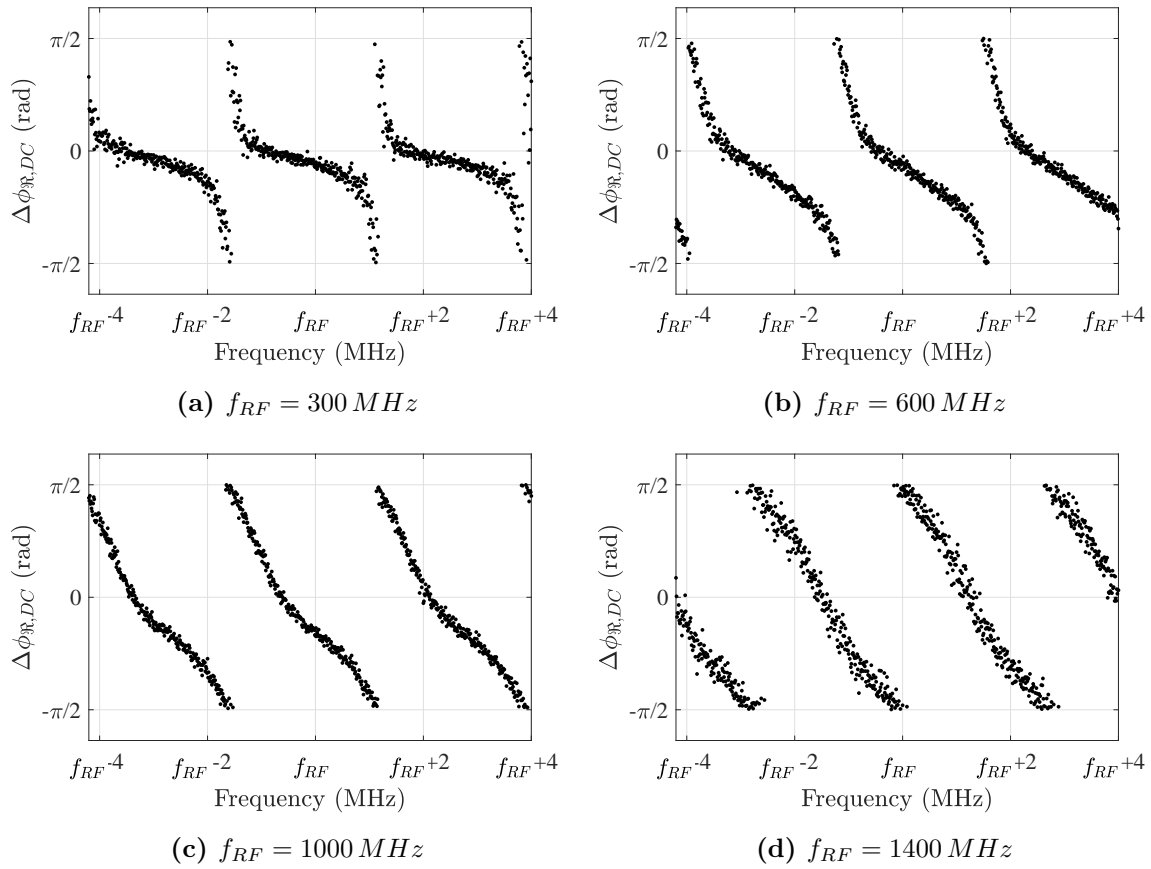 π/2
0
-π/2
Δϕℜ,DC (rad)
fRF-4 fRF-2 fRF fRF+2 fRF+4
Frequency (MHz)
(a) fRF = 300 MHz
π/2
0
-π/2
Δϕℜ,DC (rad)
fRF-4 fRF-2 fRF fRF+2 fRF+4
Frequency (MHz)
(b) fRF = 600 MHz
π/2
0
-π/2
Δϕℜ,DC (rad)
fRF-4 fRF-2 fRF fRF+2 fRF+4
Frequency (MHz)
(c) fRF = 1000 MHz
π/2
0
-π/2
Δϕℜ,DC (rad)
fRF-4 fRF-2 fRF fRF+2 fRF+4
Frequency (MHz)
(d) fRF = 1400 MHz